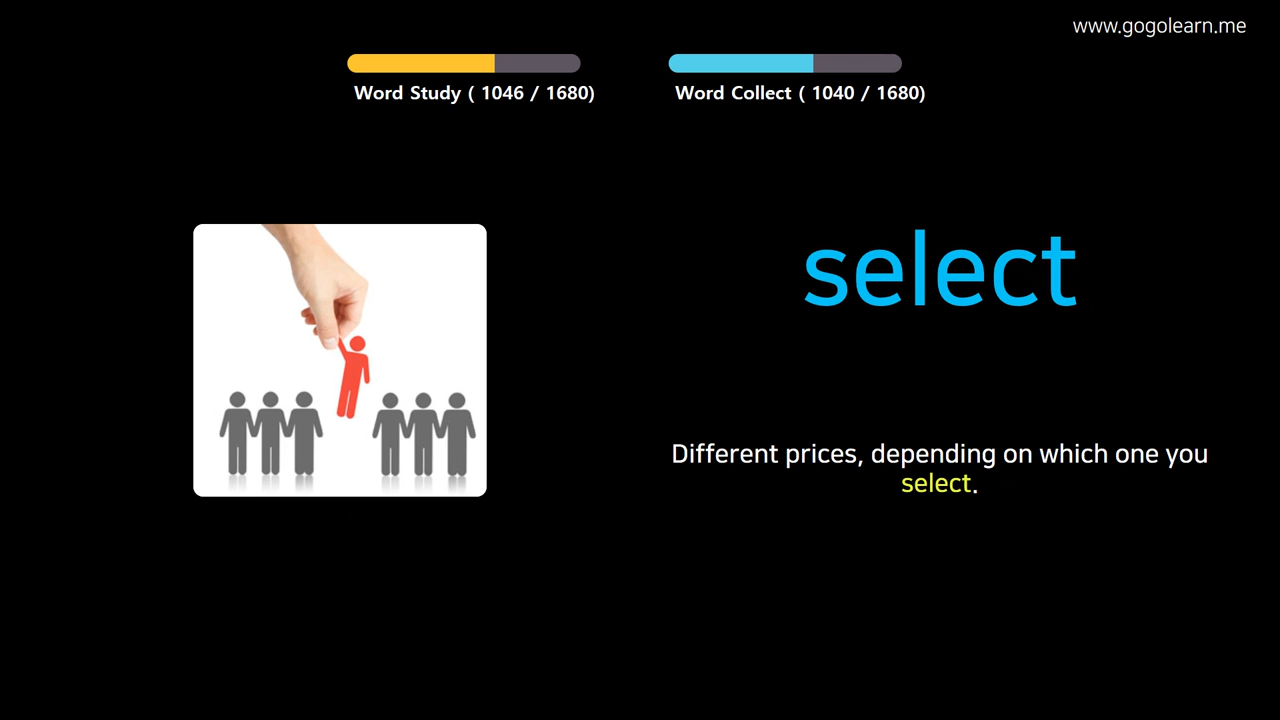 www.gogolearn.me
Word Study ( 1046 / 1680)
Word Collect ( 1040 / 1680)
select
Different prices, depending on which one you
select.